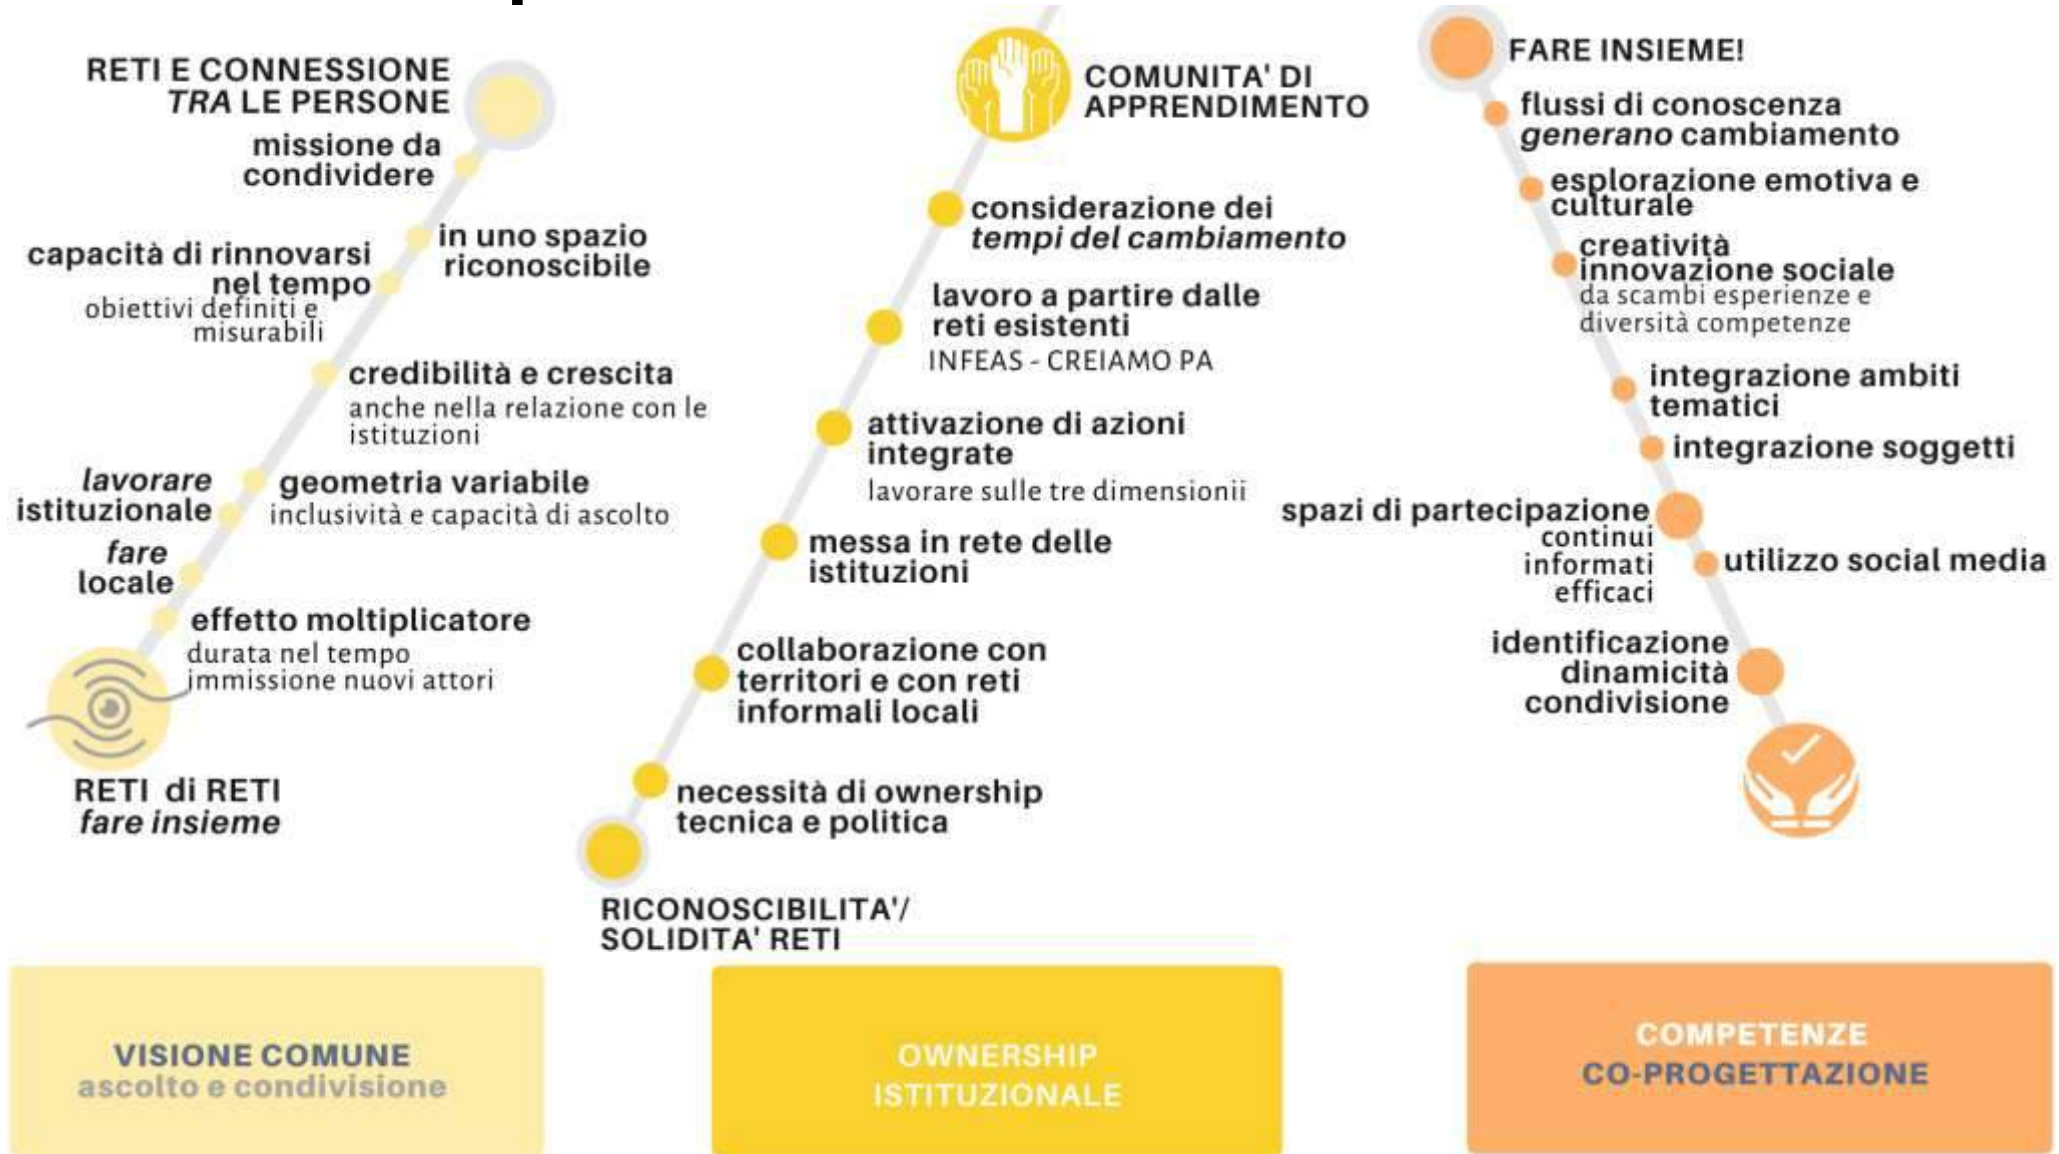 RETI E CONNESSIONE
TRA LE PERSONE
missione da
condividere
in uno spazio
riconoscibile
capacità di rinnovarsi
nel tempo
obiettivi definiti e
misurabili
credibilità e crescita
anche nella relazione con le
istituzioni
lavorare
istituzionale
geometria variabile
inclusività e capacità di ascolto
fare
locale
effetto moltiplicatore
durata nel tempo
immissione nuovi attori
RETI di RETI
fare insieme
VISIONE COMUNE
ascolto e condivisione
COMUNITA' DI
APPRENDIMENTO
considerazione dei
tempi del cambiamento
lavoro a partire dalle
reti esistenti
INFEAS - CREIAMO PA
attivazione di azioni
integrate
lavorare sulle tre dimensionii
messa in rete delle
istituzioni
collaborazione con
territori e con reti
informali locali
necessità di ownership
tecnica e politica
RICONOSCIBILITA'/
SOLIDITA' RETI
OWNERSHIP
ISTITUZIONALE
FARE INSIEME!
flussi di conoscenza
generano cambiamento
esplorazione emotiva e
culturale
creatività
innovazione sociale
da scambi esperienze e
diversità competenze
integrazione ambiti
tematici
integrazione soggetti
spazi di partecipazione
continui
informati
efficaci
utilizzo social media
identificazione
dinamicità
condivisione
COMPETENZE
CO-PROGETTAZIONE